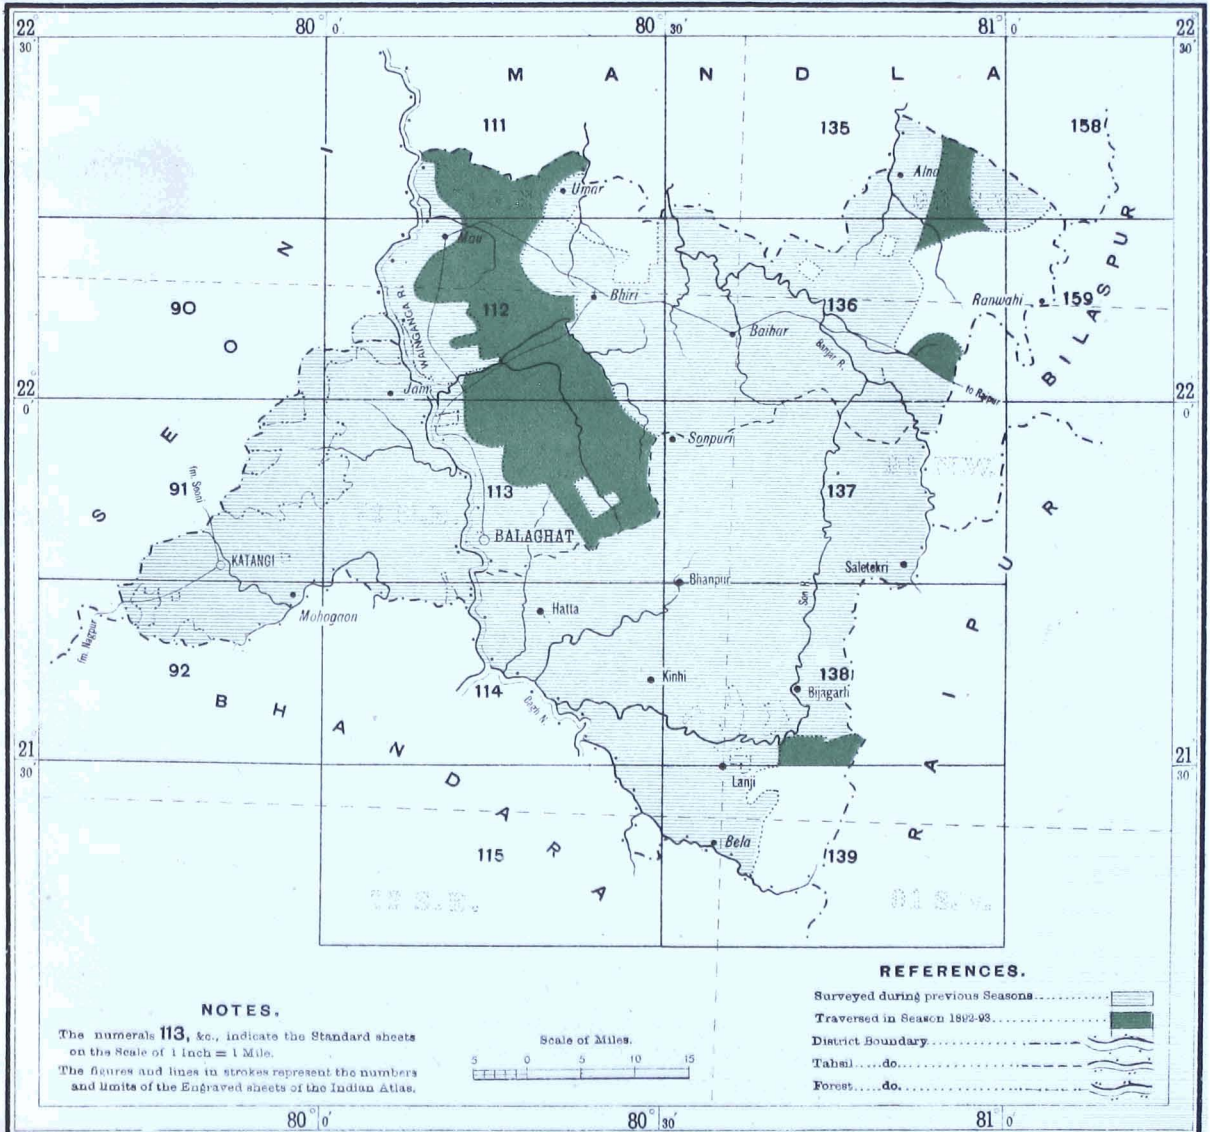 22 30'
80° 0'
80° 30'
81° 0'
22 30'
MANDLA
111
135
158
Alna
Umar
SEONI
Mau
BILASPUR
90
112
Bhiri
136
Ranwahi
159
WAINGANGA R.
Baihar
Banjar R.
Jam
to Raipur
22° 0'
22 0'
Sonpuri
fm. Seoni
91
113
137
BALAGHAT
KATANGI
Bhanpur
Saletekri
RAIPUR
Hatta
Son R.
Mohogaon
fm. Nagpur
92
Kinhi
138
114
Bijagarh
Bagh N.
BHANDARA
21 30'
21 30
Lanji
Bela
115
139
12 S.E.
REFERENCES.
Surveyed during previous Seasons
Traversed in Season 1892-93
District Boundary
Tahsil.....do.
Forest.....do.
NOTES.
The numerals 113, &c., indicate the Standard sheets
on the Scale of 1 Inch = 1 Mile.
The figures and lines in strokes represent the numbers
and limits of the Engraved sheets of the Indian Atlas.
Scale of Miles.
5 0 5 10 15
80° 0'
80° 30'
81° 0'